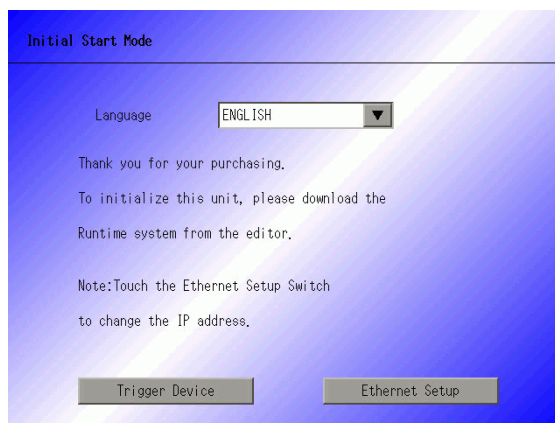 Initial Start Mode
Language ENGLISH
Thank you for your purchasing.
To initialize this unit, please download the
Runtime system from the editor.
Note:Touch the Ethernet Setup Switch
to change the IP address.
Trigger Device Ethernet Setup